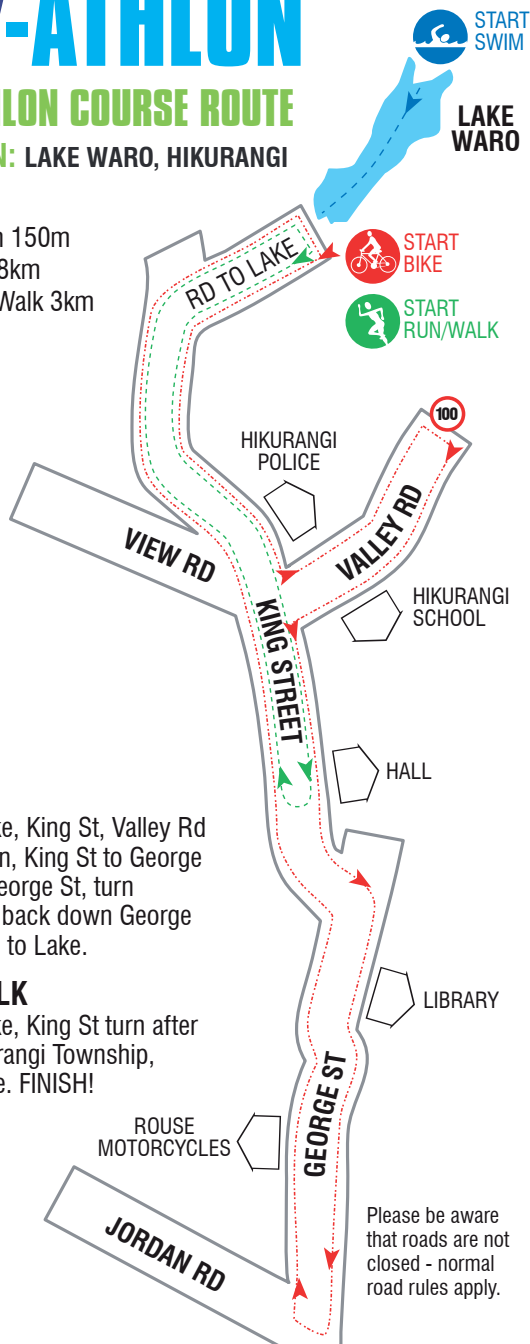 -ATHLON
LON COURSE ROUTE
N: LAKE WARO, HIKURANGI
START
SWIM
LAKE
WARO
150m
8km
Walk 3km
RD TO LAKE
START
BIKE
START
RUN/WALK
100
HIKURANGI
POLICE
VALLEY RD
VIEW RD
HIKURANGI
SCHOOL
KING STREET
HALL
ke, King St, Valley Rd
n, King St to George
eorge St, turn
back down George
to Lake.
LK
ke, King St turn after
rangi Township,
e. FINISH!
LIBRARY
GEORGE ST
ROUSE
MOTORCYCLES
JORDAN RD
Please be aware
that roads are not
closed - normal
road rules apply.